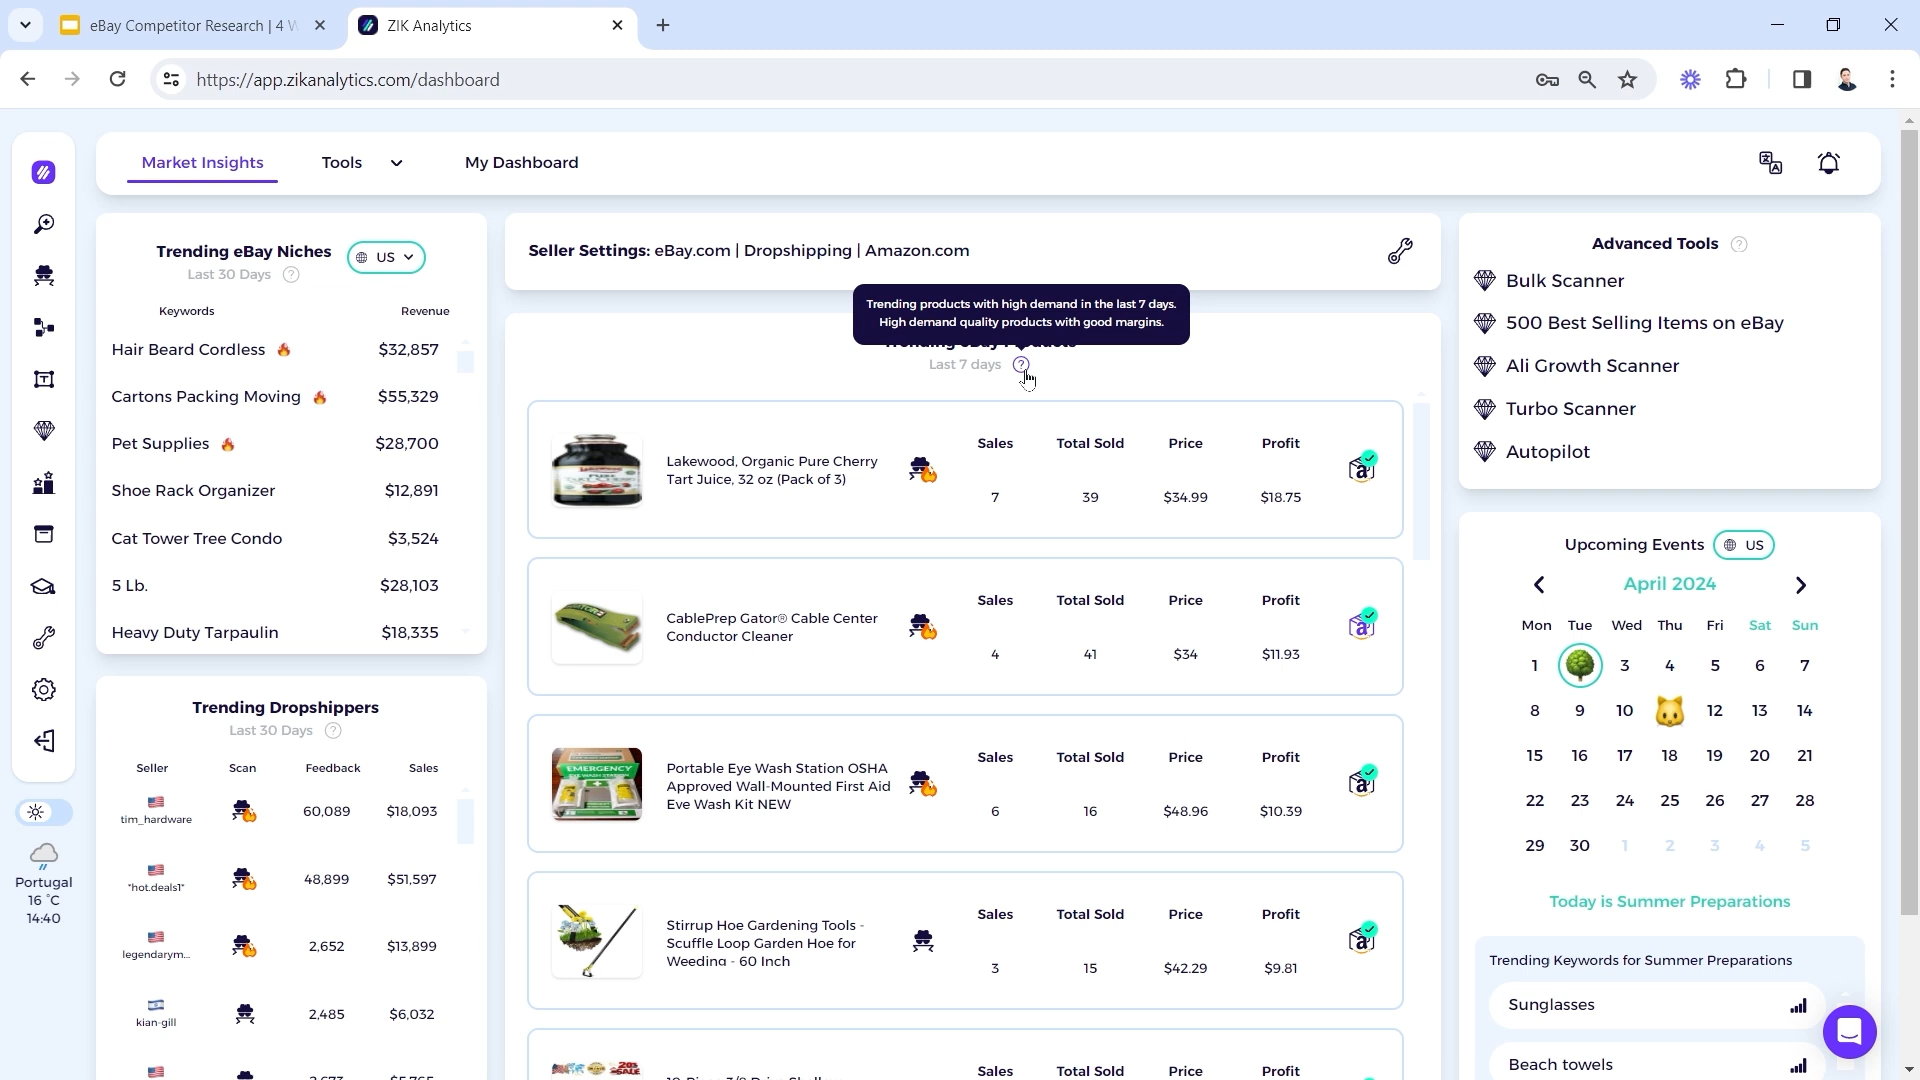 eBay Competitor Research | 4 W
ZIK Analytics
https://app.zikanalytics.com/dashboard
Market Insights
Tools
My Dashboard
Trending eBay Niches
US
Last 30 Days
?
Keywords
Revenue
Hair Beard Cordless
$32,857
Cartons Packing Moving
$55,329
Pet Supplies
$28,700
Shoe Rack Organizer
$12,891
Cat Tower Tree Condo
$3,524
5 Lb.
$28,103
Heavy Duty Tarpaulin
$18,335
Trending Dropshippers
Last 30 Days
?
Seller
Scan
Feedback
Sales
tim_hardware
60,089
$18,093
*hot.deals1*
48,899
$51,597
legendarym...
2,652
$13,899
kian-gill
2,485
$6,032
Portugal
16 °C
14:40
Seller Settings: eBay.com | Dropshipping | Amazon.com
Trending products with high demand in the last 7 days.
High demand quality products with good margins.
Trending eBay Products
Last 7 days
?
Lakewood, Organic Pure Cherry
Tart Juice, 32 oz (Pack of 3)
Sales
Total Sold
Price
Profit
7
39
$34.99
$18.75
CablePrep Gator® Cable Center
Conductor Cleaner
Sales
Total Sold
Price
Profit
4
41
$34
$11.93
Portable Eye Wash Station OSHA
Approved Wall-Mounted First Aid
Eye Wash Kit NEW
Sales
Total Sold
Price
Profit
6
16
$48.96
$10.39
EMERGENCY
Stirrup Hoe Gardening Tools -
Scuffle Loop Garden Hoe for
Weeding - 60 Inch
Sales
Total Sold
Price
Profit
3
15
$42.29
$9.81
Sales
Total Sold
Price
Profit
Advanced Tools
?
Bulk Scanner
500 Best Selling Items on eBay
Ali Growth Scanner
Turbo Scanner
Autopilot
Upcoming Events
US
April 2024
Mon Tue Wed Thu Fri Sat Sun
1 3 4 5 6 7
8 9 10 12 13 14
15 16 17 18 19 20 21
22 23 24 25 26 27 28
29 30 1 2 3 4 5
Today is Summer Preparations
Trending Keywords for Summer Preparations
Sunglasses
Beach towels